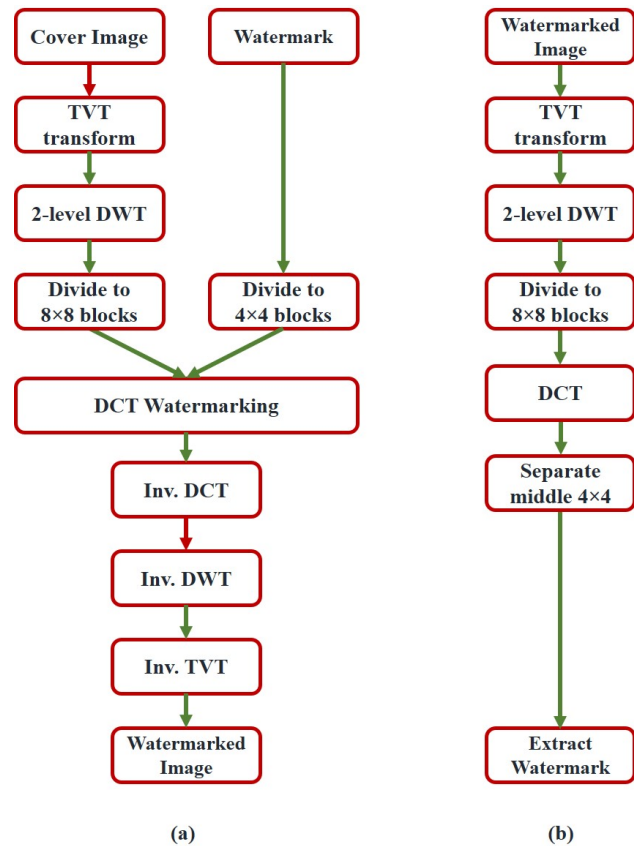 Cover Image
Watermark
TVT
transform
2-level DWT
Divide to
8×8 blocks
Divide to
4×4 blocks
DCT Watermarking
Inv. DCT
Inv. DWT
Inv. TVT
Watermarked
Image
(a)
Watermarked
Image
TVT
transform
2-level DWT
Divide to
8×8 blocks
DCT
Separate
middle 4×4
Extract
Watermark
(b)